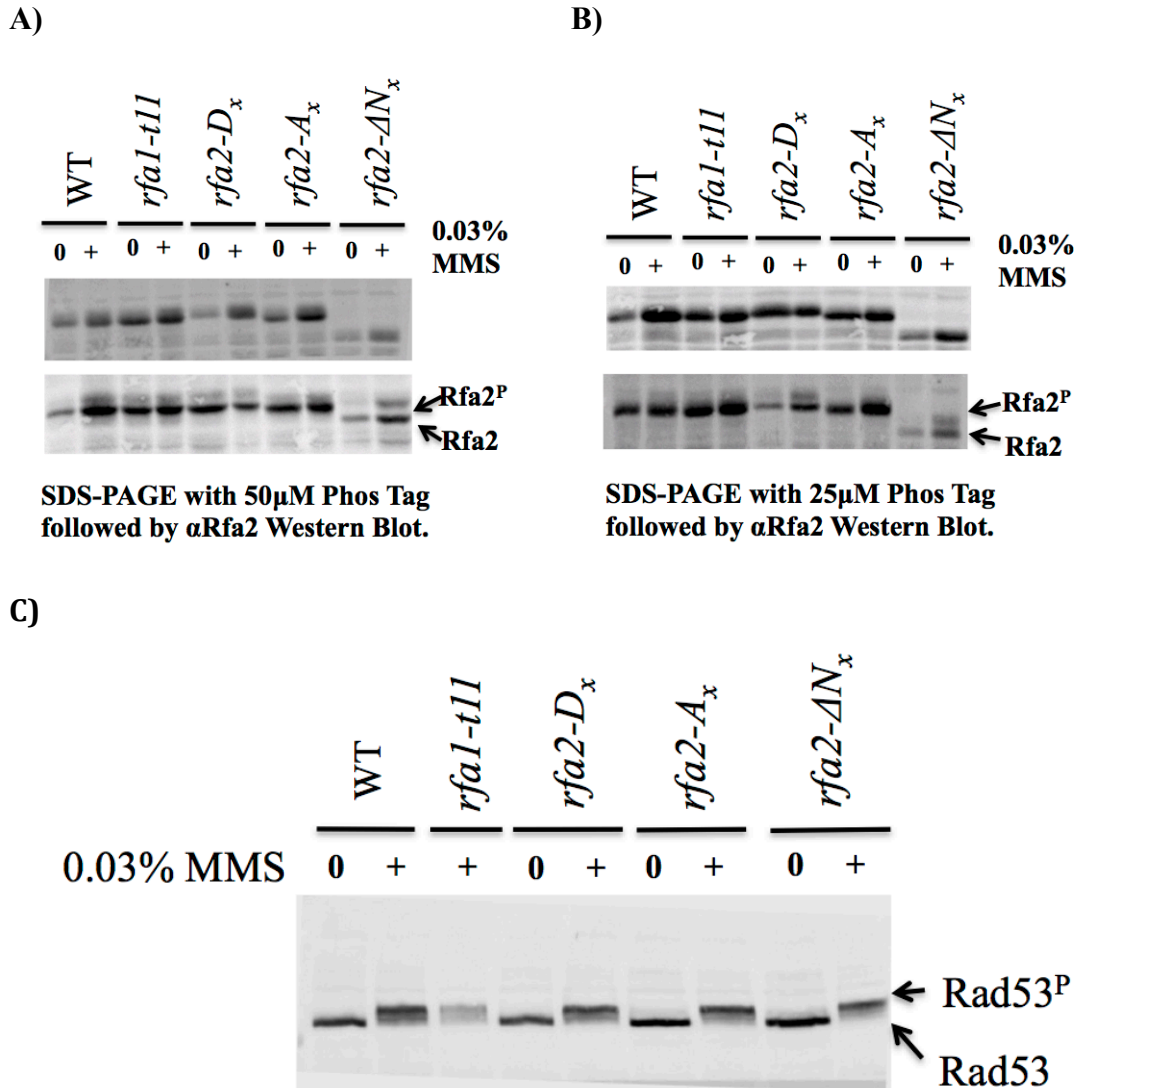 A)
WT
rfa1-t11
rfa2-Dx
rfa2-Ax
rfa2-ΔNx
0 + 0 + 0 + 0 + 0 +
0.03%
MMS
Rfa2ᴾ
Rfa2
SDS-PAGE with 50μM Phos Tag
followed by αRfa2 Western Blot.
B)
WT
rfa1-t11
rfa2-Dx
rfa2-Ax
rfa2-ΔNx
0 + 0 + 0 + 0 + 0 +
0.03%
MMS
Rfa2ᴾ
Rfa2
SDS-PAGE with 25μM Phos Tag
followed by αRfa2 Western Blot.
C)
WT
rfa1-t11
rfa2-Dx
rfa2-Ax
rfa2-ΔNx
0.03% MMS 0 + + 0 + 0 + 0 +
Rad53ᴾ
Rad53